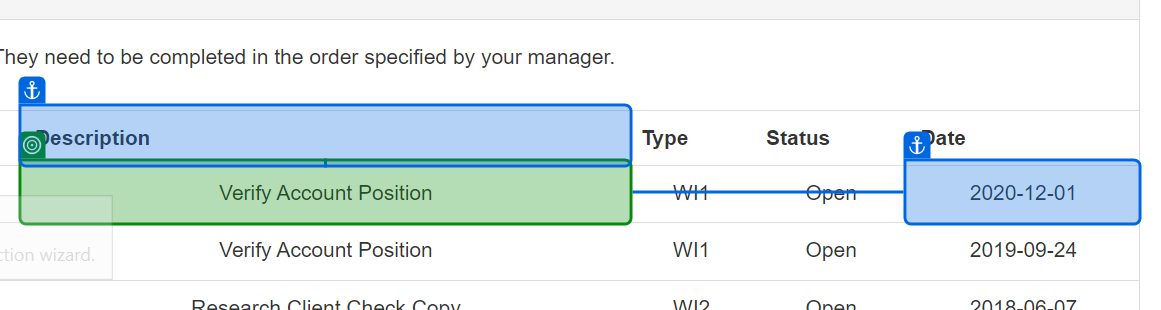 They need to be completed in the order specified by your manager.
Description Type Status Date
Verify Account Position WI1 Open 2020-12-01
Verify Account Position WI1 Open 2019-09-24
ction wizard.
Research Client Check Copy WI2 Open 2018-06-07